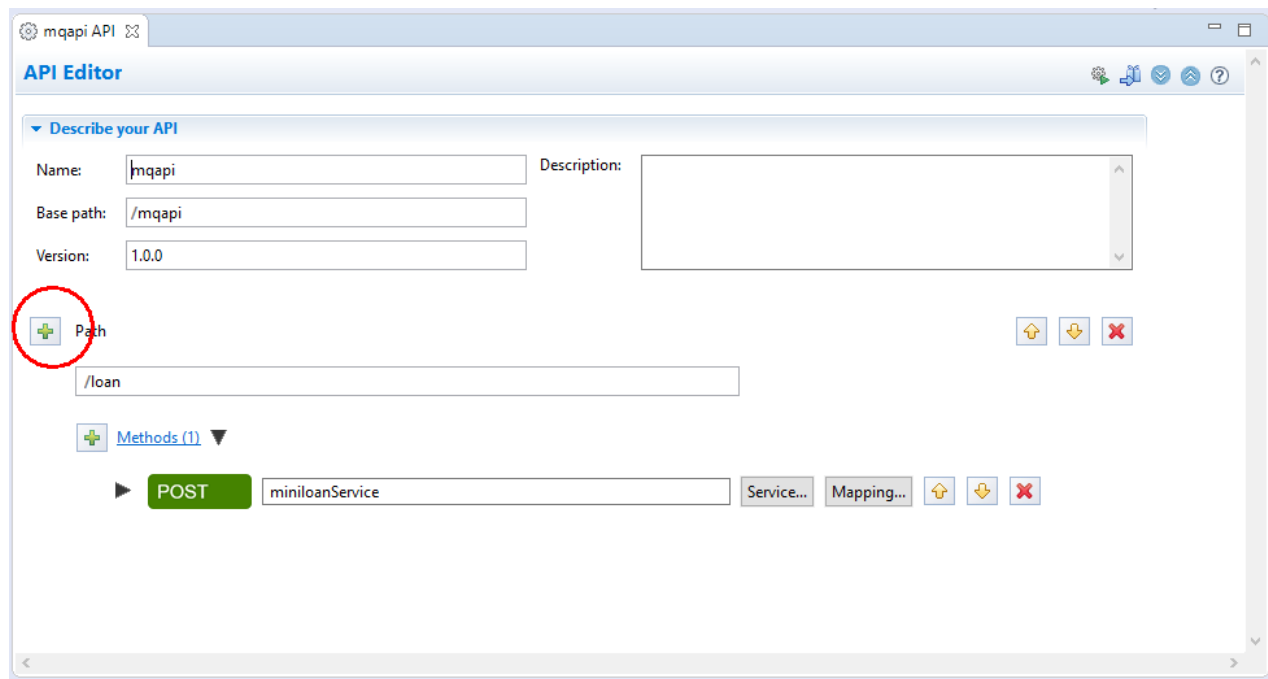 mqapi API
API Editor
Describe your API
Name: mqapi Description:
Base path: /mqapi
Version: 1.0.0
Path
/loan
Methods (1)
POST miniloanService Service... Mapping...